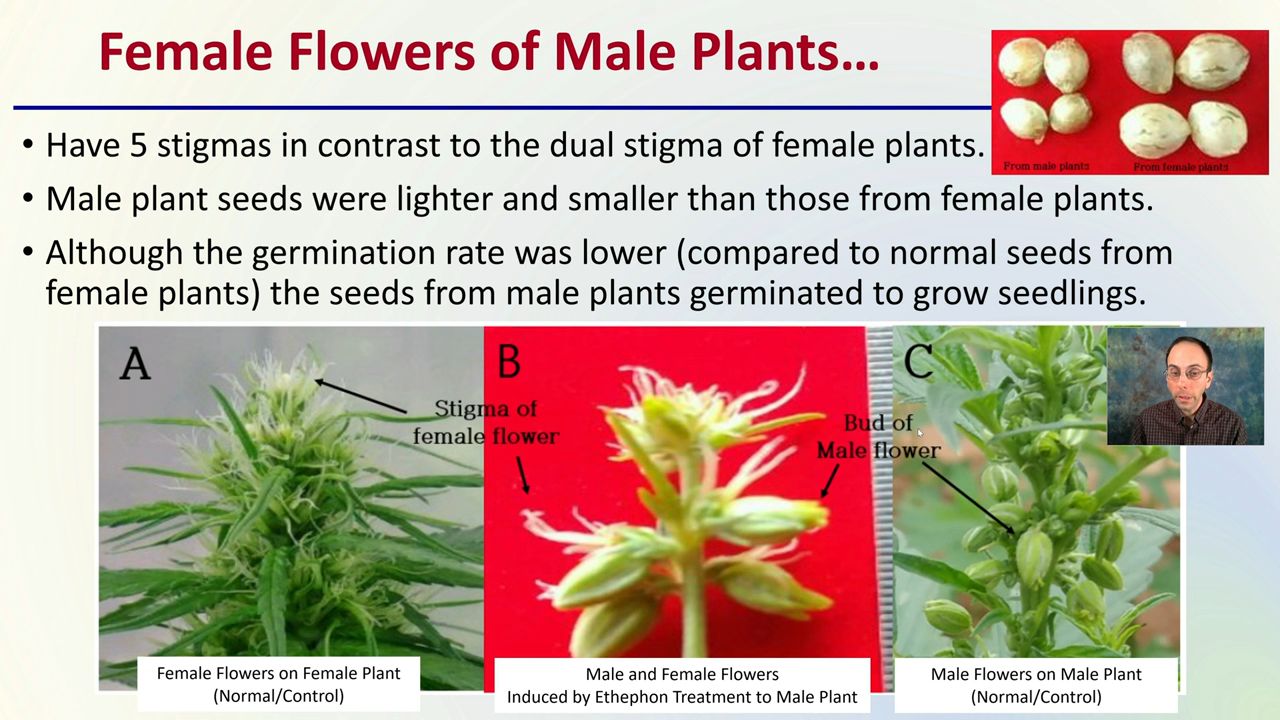 Female Flowers of Male Plants…
From male plants
From female plants
• Have 5 stigmas in contrast to the dual stigma of female plants.
• Male plant seeds were lighter and smaller than those from female plants.
• Although the germination rate was lower (compared to normal seeds from
female plants) the seeds from male plants germinated to grow seedlings.
A
Stigma of
female flower
B
Bud of
Male flower
C
Female Flowers on Female Plant
(Normal/Control)
Male and Female Flowers
Induced by Ethephon Treatment to Male Plant
Male Flowers on Male Plant
(Normal/Control)